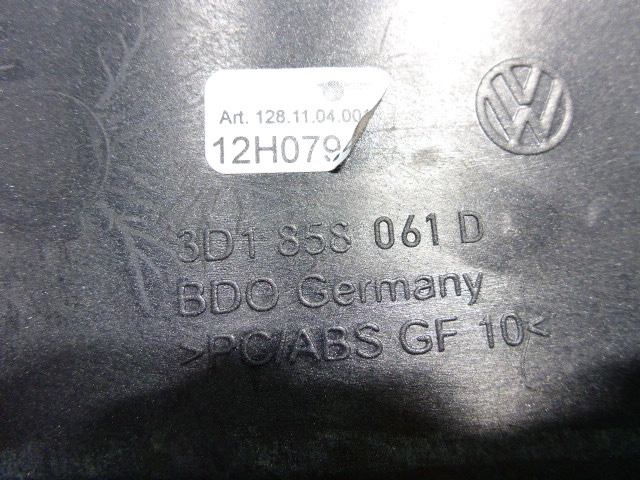 Art. 128.11.04.00
12H079
3D1 858 061 D
BDO Germany
>PC/ABS GF 10<